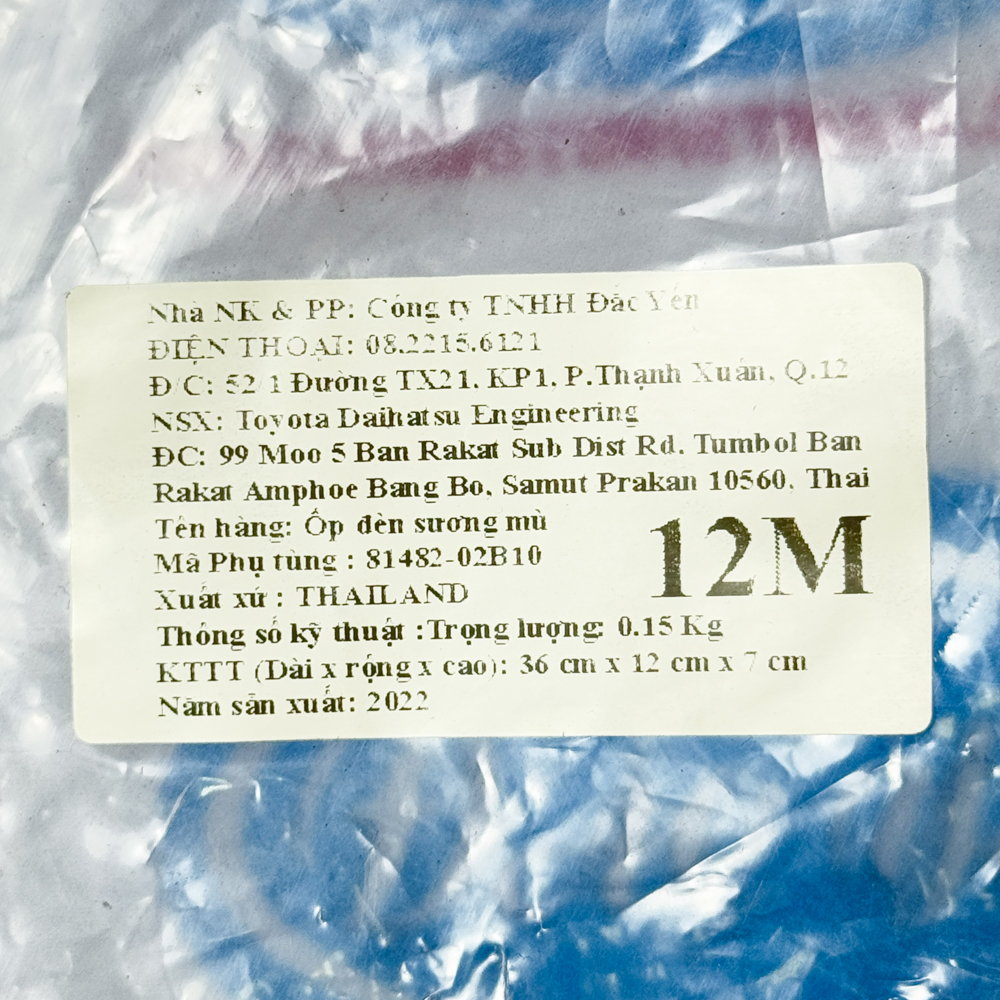 Nhà NK & PP: Công ty TNHH Đắc Yến
ĐIỆN THOẠI: 08.2215.6121
Đ/C: 52/1 Đường TX21, KP1, P.Thạnh Xuân, Q.12
NSX: Toyota Daihatsu Engineering
ĐC: 99 Moo 5 Ban Rakat Sub Dist Rd. Tumbol Ban
Rakat Amphoe Bang Bo, Samut Prakan 10560, Thai
Tên hàng: Ốp đèn sương mù
Mã Phụ tùng : 81482-02B10
12M
Xuất xứ : THAILAND
Thông số kỹ thuật :Trọng lượng: 0.15 Kg
KTTT (Dài x rộng x cao): 36 cm x 12 cm x 7 cm
Năm sản xuất: 2022